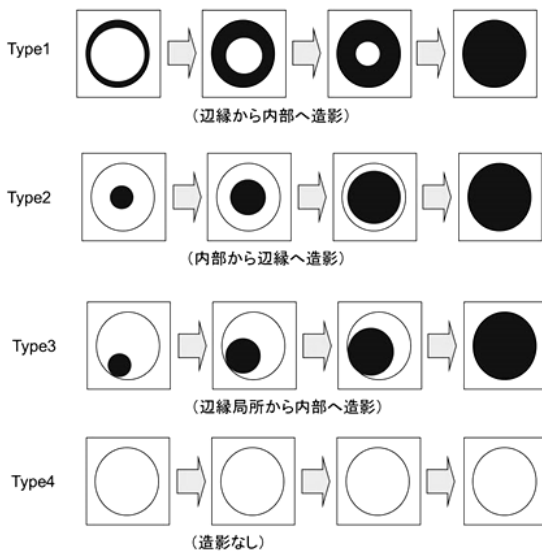 Type1
(辺縁から内部へ造影)
Type2
(内部から辺縁へ造影)
Type3
(辺縁局所から内部へ造影)
Type4
(造影なし)